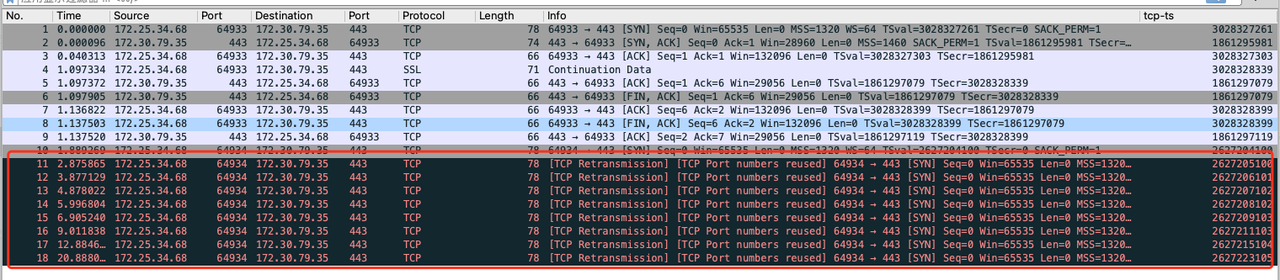 No. Time Source Port Destination Port Protocol Length Info tcp-ts
1 0.000000 172.25.34.68 64933 172.30.79.35 443 TCP 78 64933 → 443 [SYN] Seq=0 Win=65535 Len=0 MSS=1320 WS=64 TSval=3028327261 TSecr=0 SACK_PERM=1 3028327261
2 0.000096 172.30.79.35 443 172.25.34.68 64933 TCP 74 443 → 64933 [SYN, ACK] Seq=0 Ack=1 Win=28960 Len=0 MSS=1460 SACK_PERM=1 TSval=1861295981 TSecr=… 1861295981
3 0.040313 172.25.34.68 64933 172.30.79.35 443 TCP 66 64933 → 443 [ACK] Seq=1 Ack=1 Win=132096 Len=0 TSval=3028327303 TSecr=1861295981 3028327303
4 1.097334 172.25.34.68 64933 172.30.79.35 443 SSL 71 Continuation Data 3028328339
5 1.097372 172.30.79.35 443 172.25.34.68 64933 TCP 66 443 → 64933 [ACK] Seq=1 Ack=6 Win=29056 Len=0 TSval=1861297079 TSecr=3028328339 1861297079
6 1.097905 172.30.79.35 443 172.25.34.68 64933 TCP 66 443 → 64933 [FIN, ACK] Seq=1 Ack=6 Win=29056 Len=0 TSval=1861297079 TSecr=3028328339 1861297079
7 1.136822 172.25.34.68 64933 172.30.79.35 443 TCP 66 64933 → 443 [ACK] Seq=6 Ack=2 Win=132096 Len=0 TSval=3028328399 TSecr=1861297079 3028328399
8 1.137503 172.25.34.68 64933 172.30.79.35 443 TCP 66 64933 → 443 [FIN, ACK] Seq=6 Ack=2 Win=132096 Len=0 TSval=3028328399 TSecr=1861297079 3028328399
9 1.137520 172.30.79.35 443 172.25.34.68 64933 TCP 66 443 → 64933 [ACK] Seq=2 Ack=7 Win=29056 Len=0 TSval=1861297119 TSecr=3028328399 1861297119
10 172.25.34.68 64934 172.30.79.35 443 TCP 78 64934 → 443 [SYN] Seq=0 Win=65535 Len=0 MSS=1320 WS=64 TSecr=0 SACK_PERM=1
11 2.875865 172.25.34.68 64934 172.30.79.35 443 TCP 78 [TCP Retransmission] [TCP Port numbers reused] 64934 → 443 [SYN] Seq=0 Win=65535 Len=0 MSS=1320… 2627205100
12 3.877129 172.25.34.68 64934 172.30.79.35 443 TCP 78 [TCP Retransmission] [TCP Port numbers reused] 64934 → 443 [SYN] Seq=0 Win=65535 Len=0 MSS=1320… 2627206101
13 4.878022 172.25.34.68 64934 172.30.79.35 443 TCP 78 [TCP Retransmission] [TCP Port numbers reused] 64934 → 443 [SYN] Seq=0 Win=65535 Len=0 MSS=1320… 2627207102
14 5.996804 172.25.34.68 64934 172.30.79.35 443 TCP 78 [TCP Retransmission] [TCP Port numbers reused] 64934 → 443 [SYN] Seq=0 Win=65535 Len=0 MSS=1320… 2627208102
15 6.905240 172.25.34.68 64934 172.30.79.35 443 TCP 78 [TCP Retransmission] [TCP Port numbers reused] 64934 → 443 [SYN] Seq=0 Win=65535 Len=0 MSS=1320… 2627209103
16 9.011838 172.25.34.68 64934 172.30.79.35 443 TCP 78 [TCP Retransmission] [TCP Port numbers reused] 64934 → 443 [SYN] Seq=0 Win=65535 Len=0 MSS=1320… 2627211103
17 12.8846… 172.25.34.68 64934 172.30.79.35 443 TCP 78 [TCP Retransmission] [TCP Port numbers reused] 64934 → 443 [SYN] Seq=0 Win=65535 Len=0 MSS=1320… 2627215104
18 20.8880… 172.25.34.68 64934 172.30.79.35 443 TCP 78 [TCP Retransmission] [TCP Port numbers reused] 64934 → 443 [SYN] Seq=0 Win=65535 Len=0 MSS=1320… 2627223105